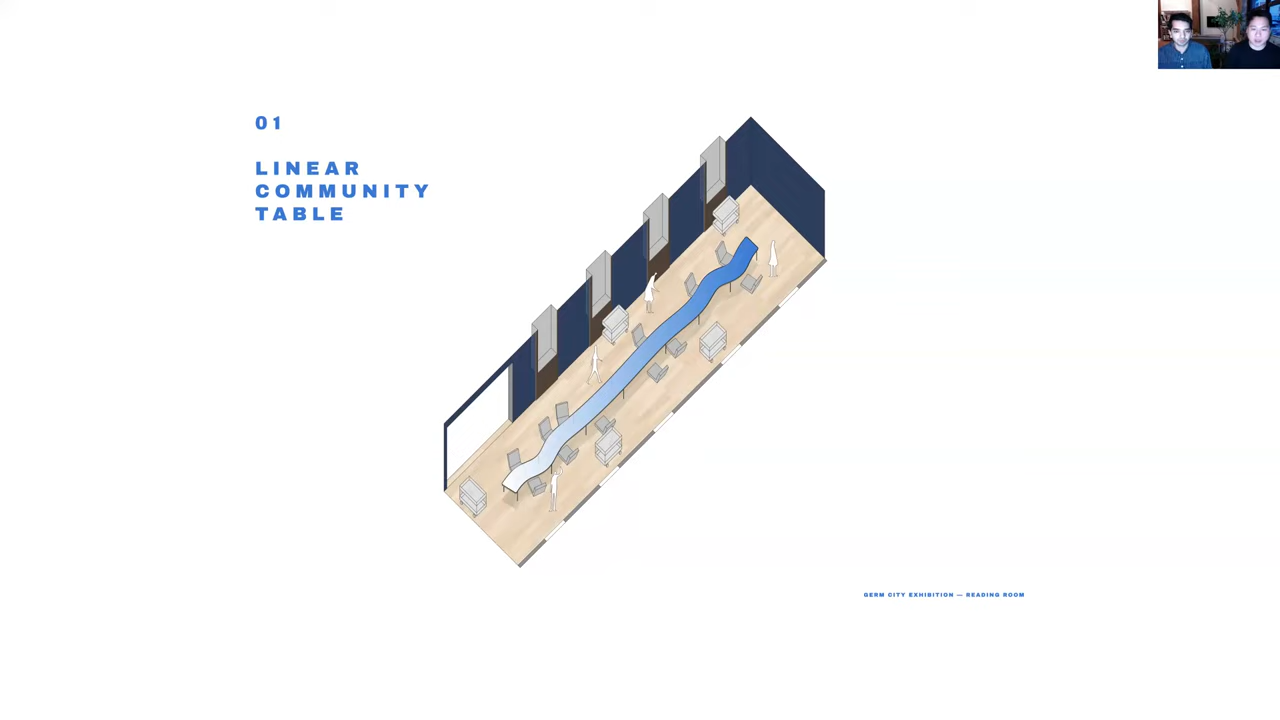 01
LINEAR
COMMUNITY
TABLE
GERM CITY EXHIBITION — READING ROOM